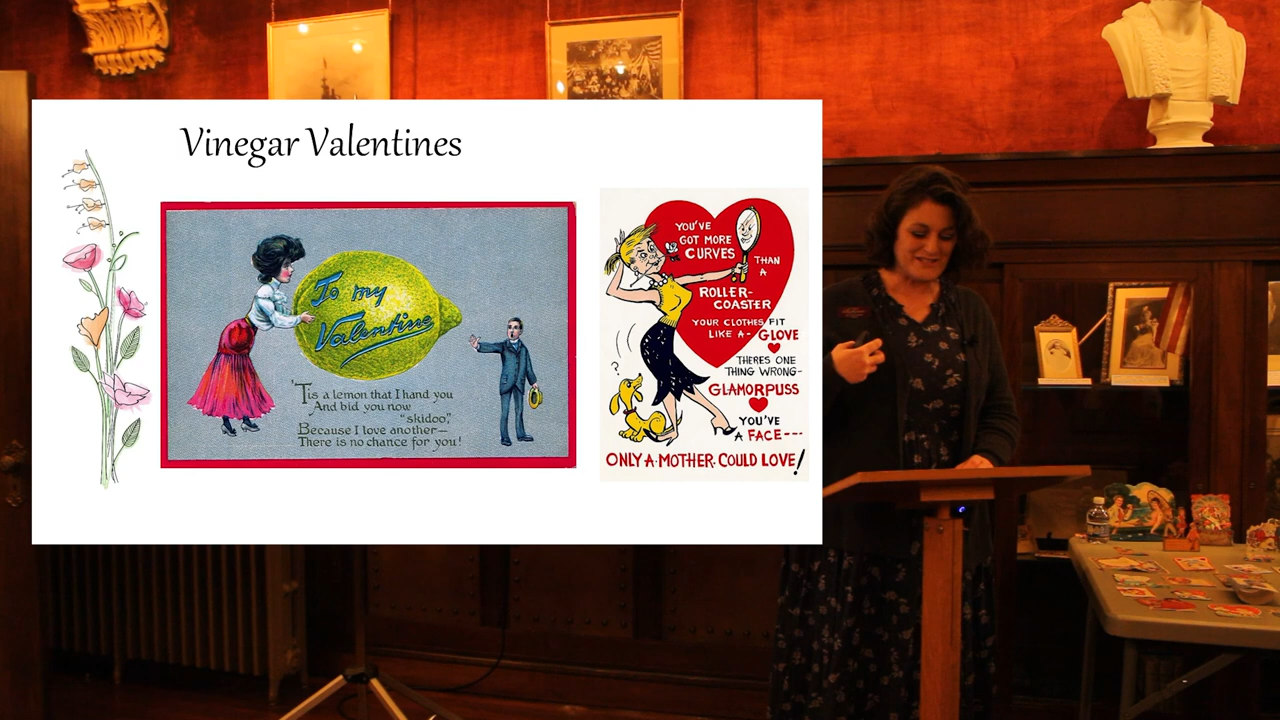 Vinegar Valentines
To my
Valentine
'Tis a lemon that I hand you
And bid you now
"skidoo,"
Because I love another—
There is no chance for you!
YOU'VE
GOT MORE
CURVES
THAN
A
ROLLER-
COASTER
YOUR CLOTHES FIT
LIKE A- GLOVE
THERES ONE
THING WRONG-
GLAMORPUSS
YOU'VE
A FACE---
ONLY A MOTHER COULD LOVE!